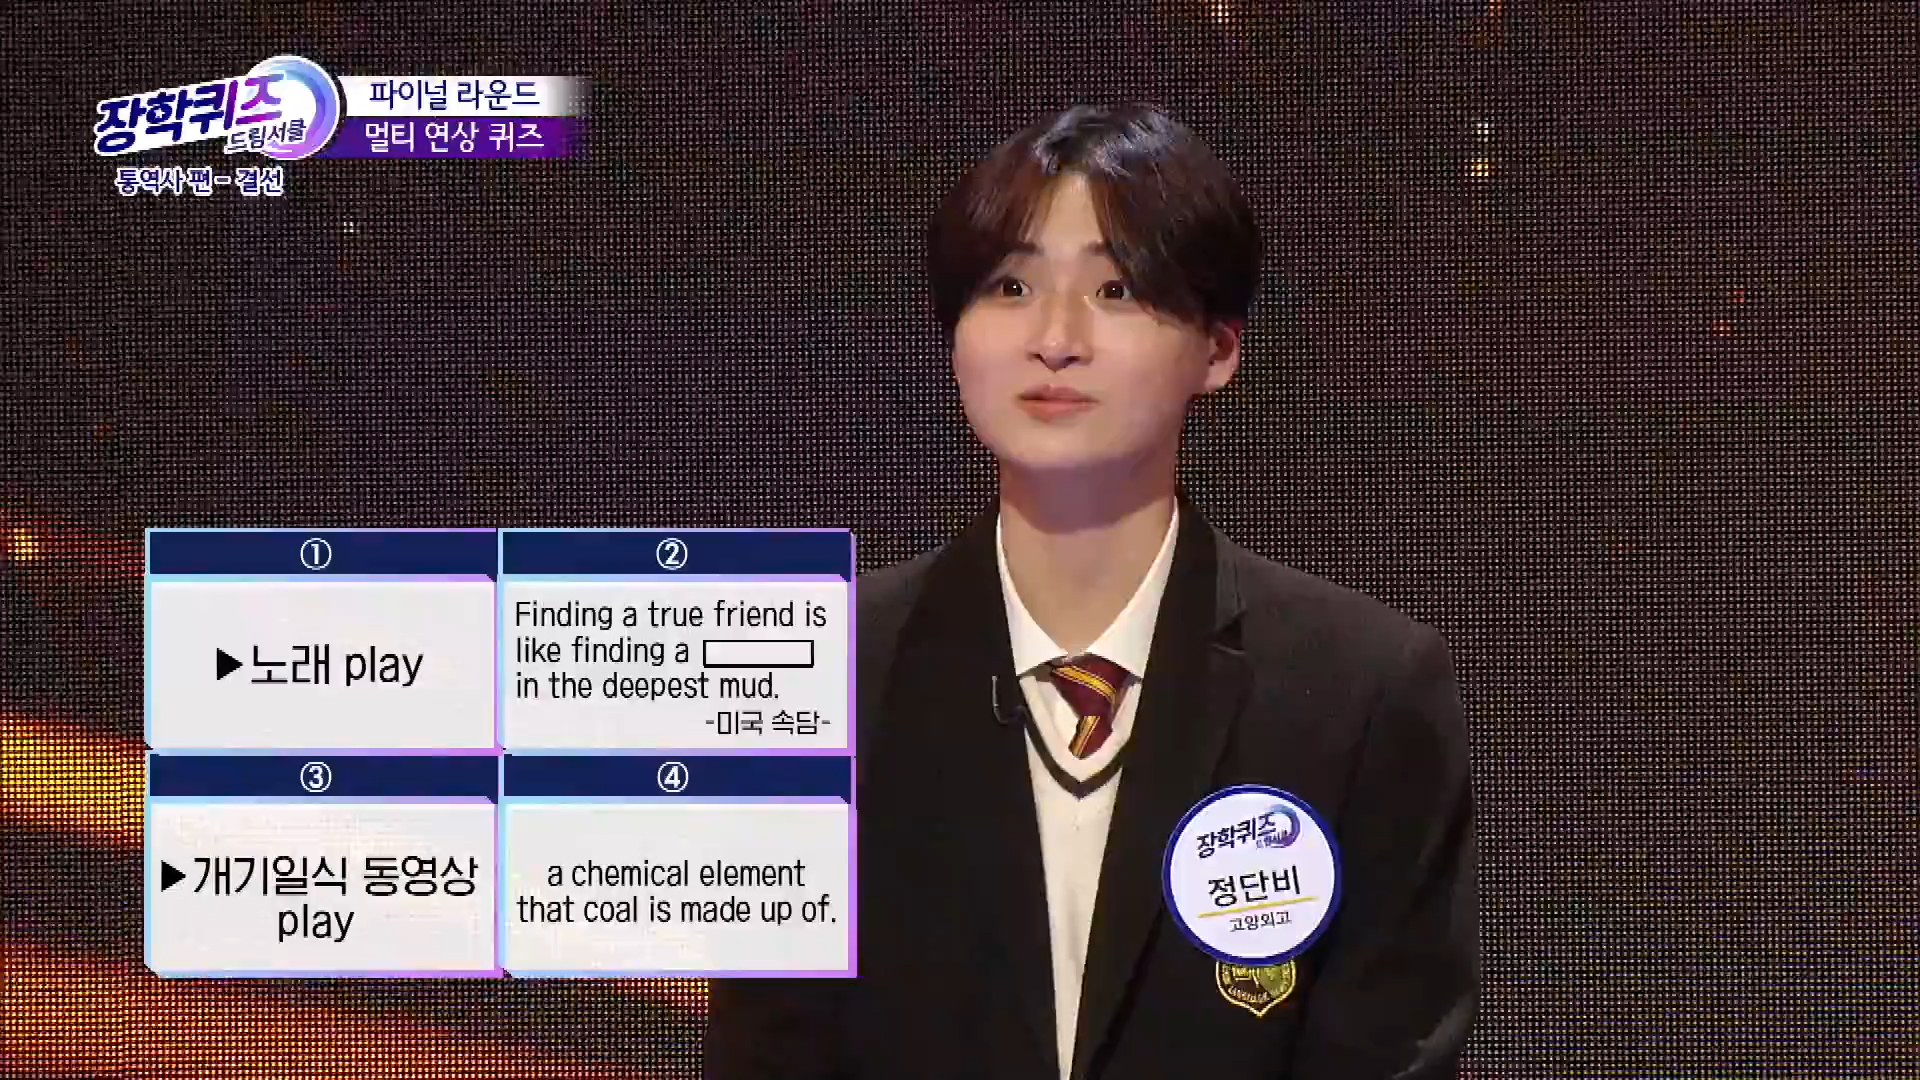 장학퀴즈
드림서클
파이널 라운드
멀티 연상 퀴즈
통역사 편 - 결선
①
▶노래 play
②
Finding a true friend is
like finding a
in the deepest mud.
-미국 속담-
③
▶개기일식 동영상
play
④
a chemical element
that coal is made up of.
장학퀴즈
정단비
고양외고